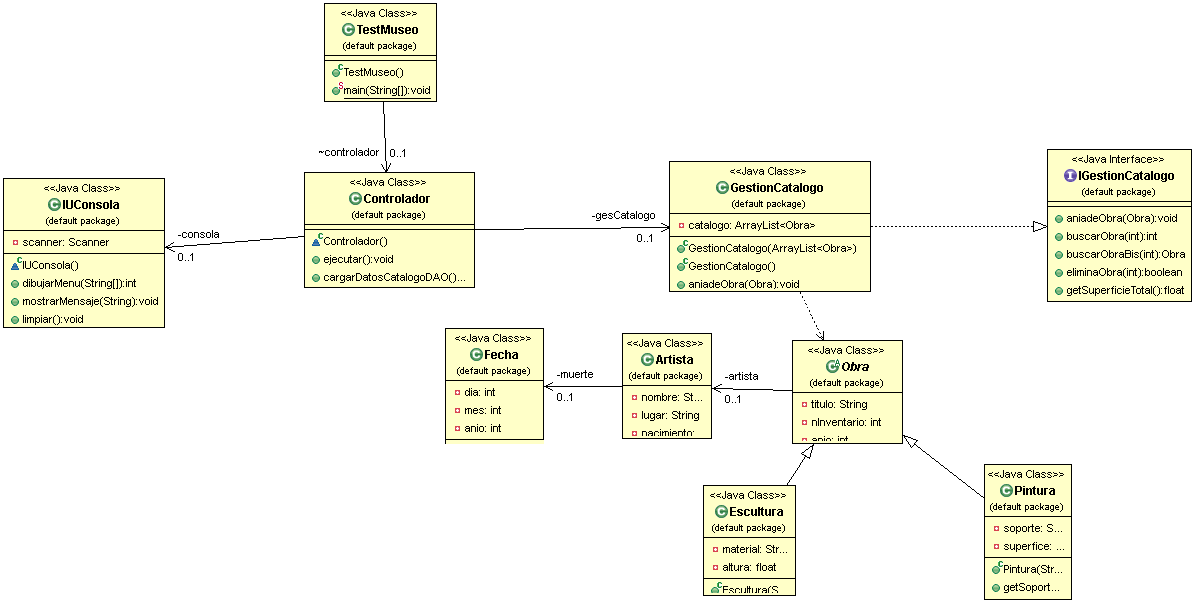 <<Java Class>>
TestMuseo
(default package)
TestMuseo()
main(String[]):void
~controlador 0..1
<<Java Class>>
IUConsola
(default package)
scanner: Scanner
IUConsola()
dibujarMenu(String[]):int
mostrarMensaje(String):void
limpiar():void
-consola
0..1
<<Java Class>>
Controlador
(default package)
Controlador()
ejecutar():void
cargarDatosCatalogoDAO()...
-gesCatalogo
0..1
<<Java Class>>
GestionCatalogo
(default package)
catalogo: ArrayList<Obra>
GestionCatalogo(ArrayList<Obra>)
GestionCatalogo()
aniadeObra(Obra):void
<<Java Interface>>
IGestionCatalogo
(default package)
aniadeObra(Obra):void
buscarObra(int):int
buscarObraBis(int):Obra
eliminaObra(int):boolean
getSuperficieTotal():float
<<Java Class>>
Fecha
(default package)
dia: int
mes: int
anio: int
-muerte
0..1
<<Java Class>>
Artista
(default package)
nombre: St...
lugar: String
nacimiento:
-artista
0..1
<<Java Class>>
Obra
(default package)
titulo: String
nInventario: int
anio: int
<<Java Class>>
Escultura
(default package)
material: Str...
altura: float
Escultura(S
<<Java Class>>
Pintura
(default package)
soporte: S...
superfice: ...
Pintura(Str...
getSoport...